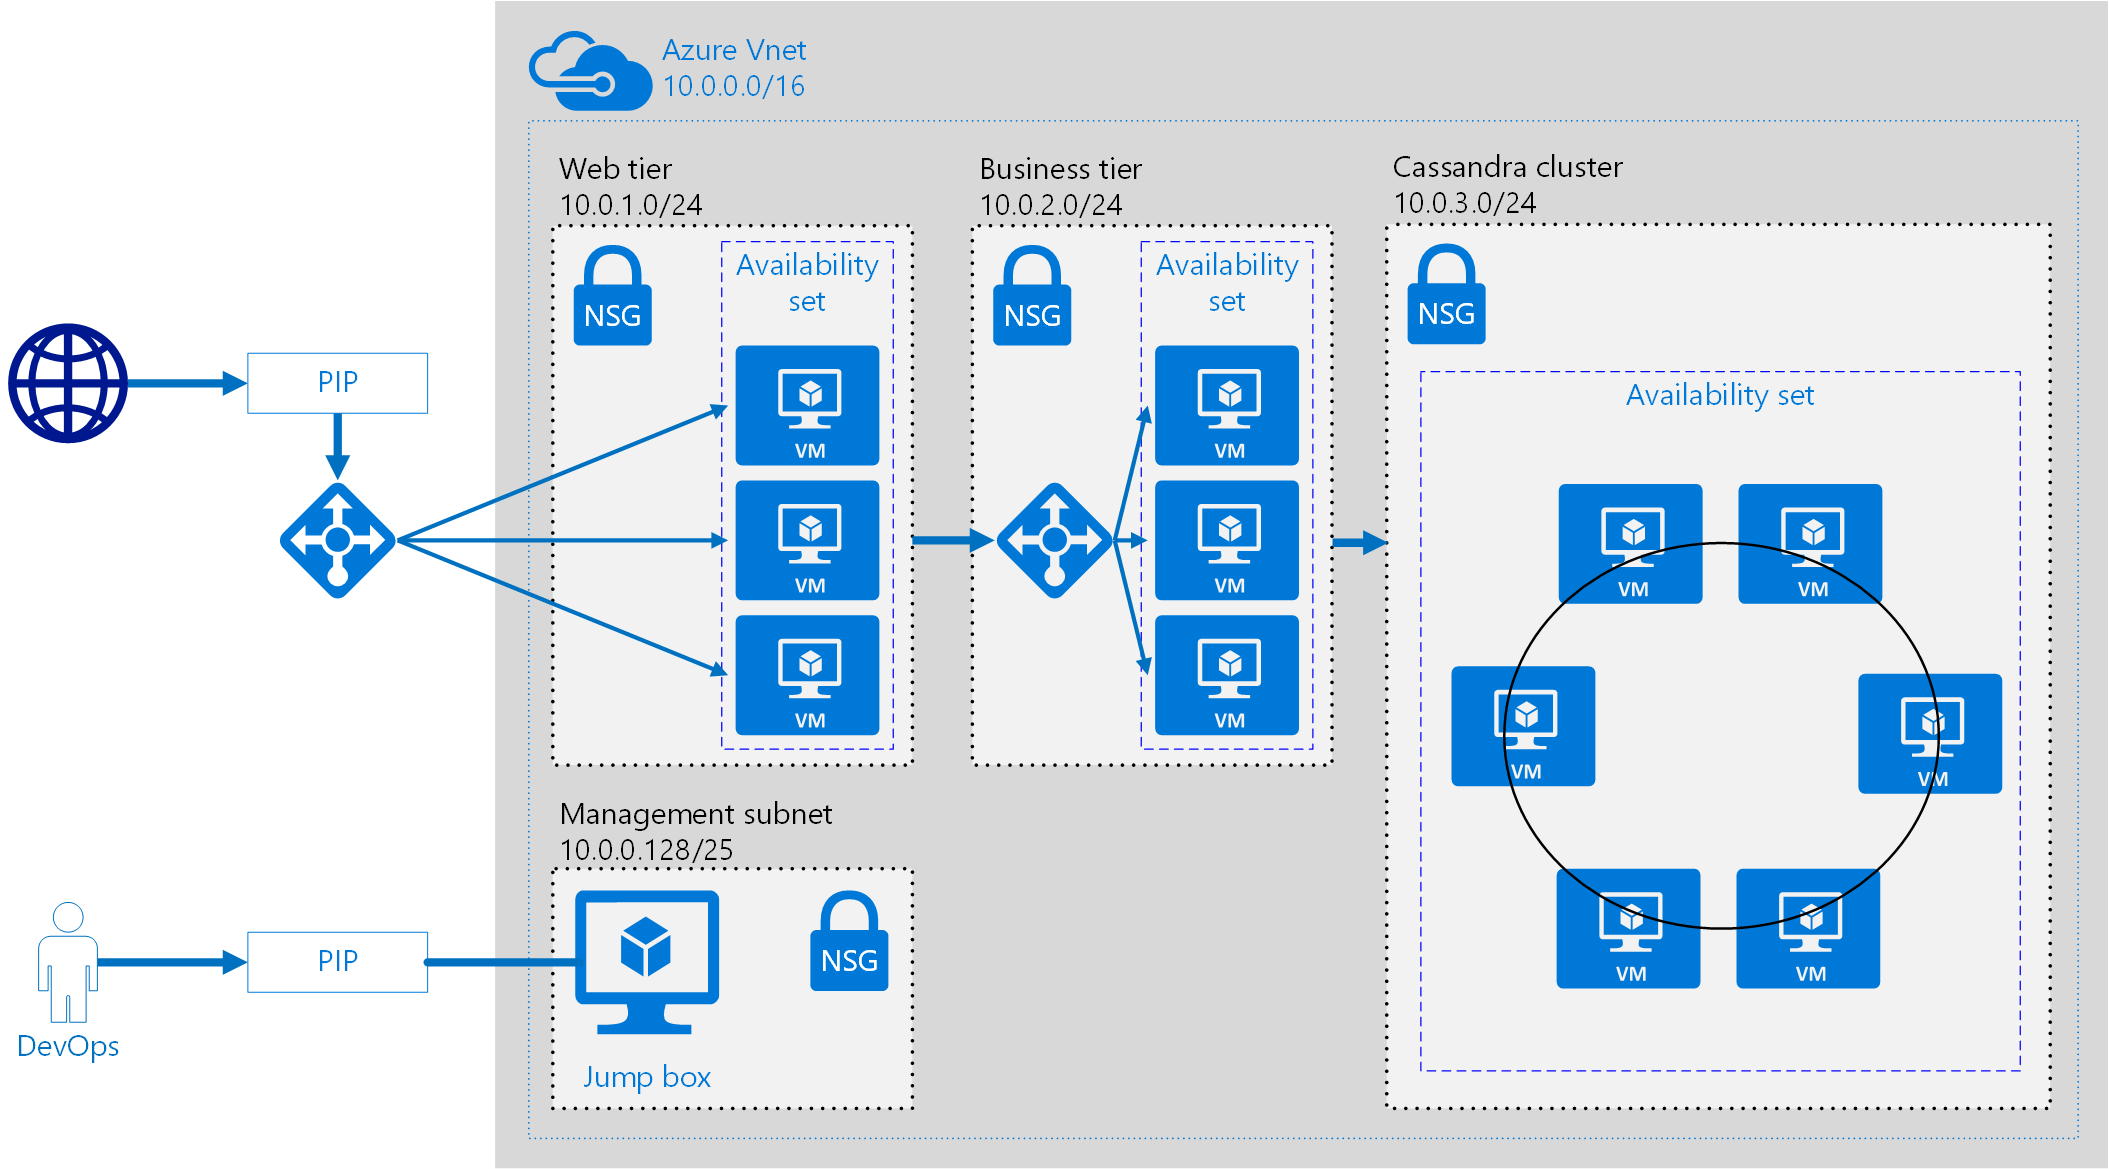 Azure Vnet
10.0.0.0/16
Web tier
10.0.1.0/24
NSG
Availability
set
VM
VM
VM
Business tier
10.0.2.0/24
NSG
Availability
set
VM
VM
VM
Cassandra cluster
10.0.3.0/24
NSG
Availability set
VM
VM
VM
VM
VM
VM
PIP
Management subnet
10.0.0.128/25
NSG
Jump box
PIP
DevOps